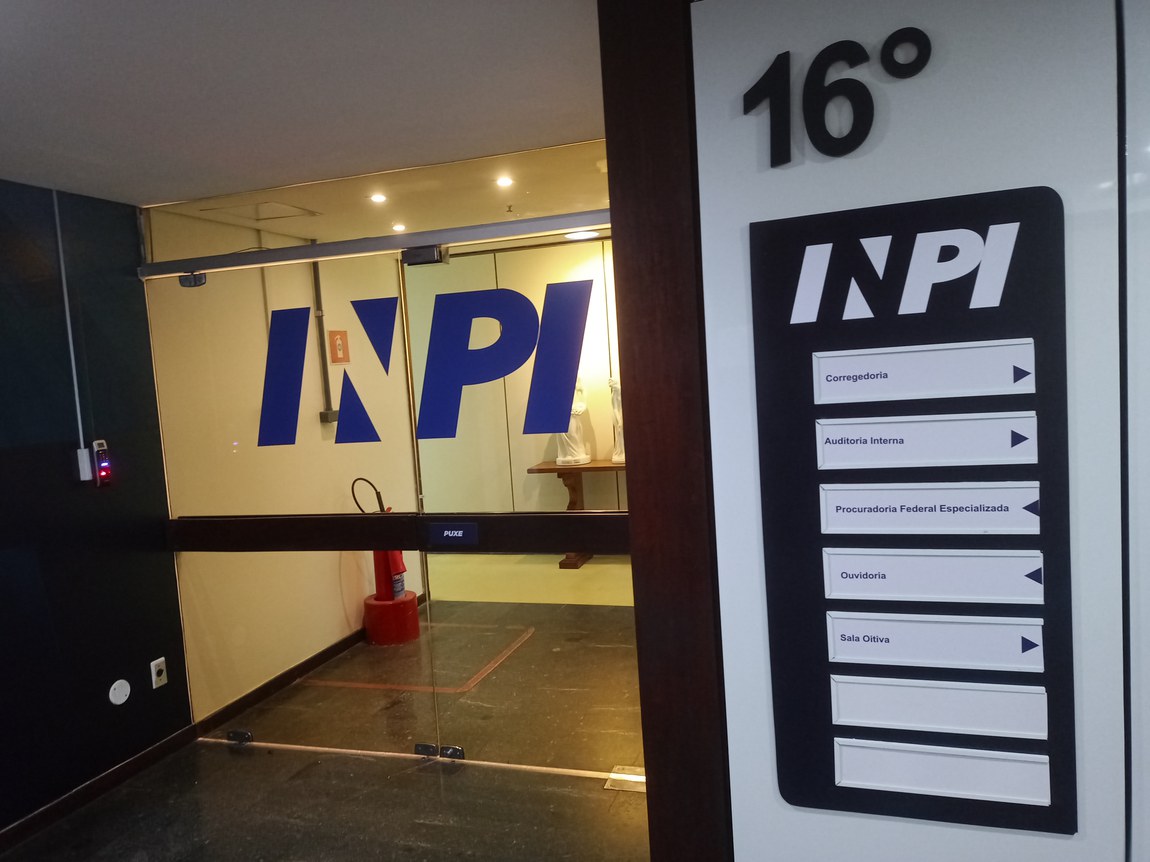 16°
INPI
INPI
Corregedoria
Auditoria Interna
Procuradoria Federal Especializada
Ouvidoria
Sala Oitiva
PUXE